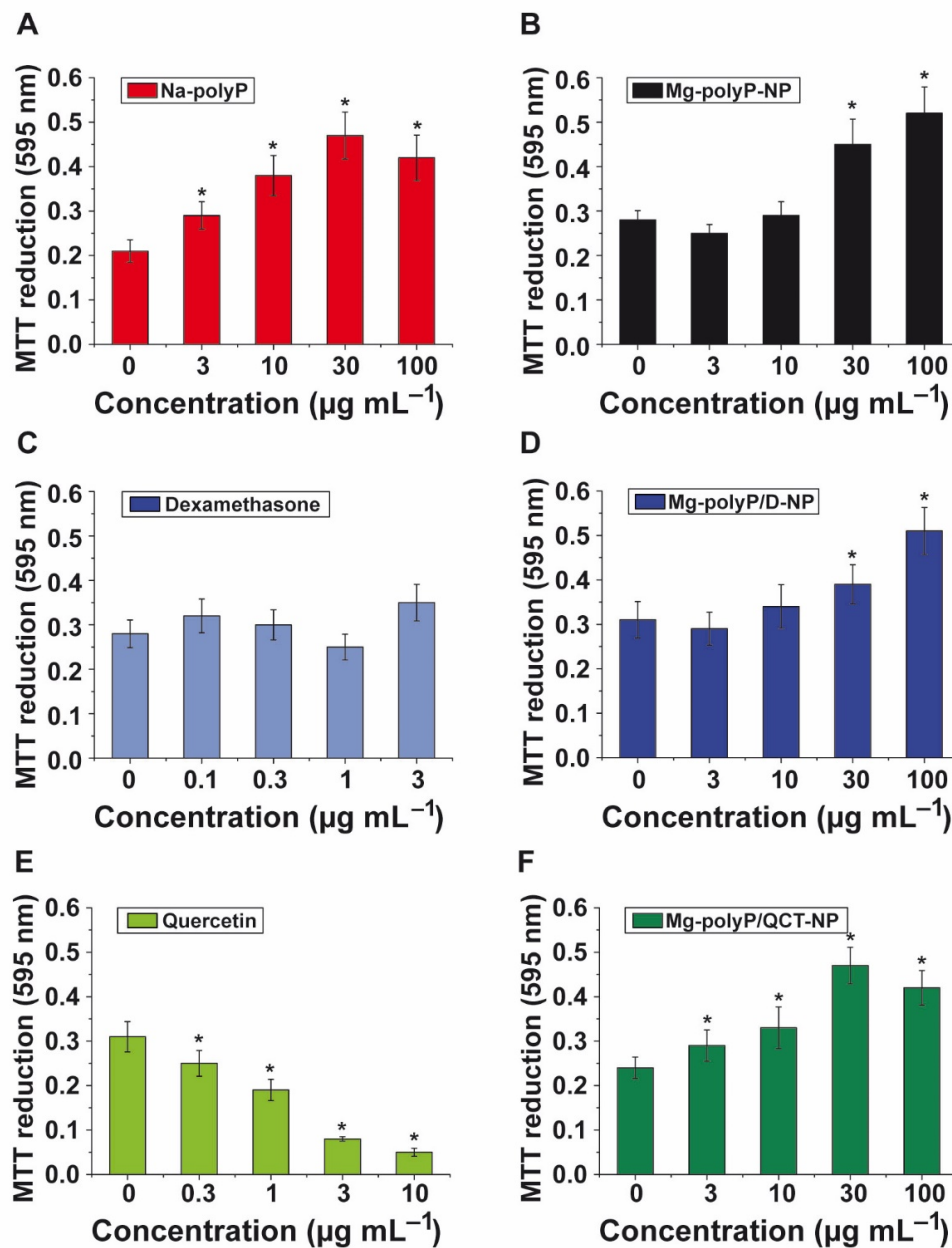 A
MTT reduction (595 nm)
0.6
0.5
0.4
0.3
0.2
0.1
0.0
Na-polyP
*
*
*
*
0 3 10 30 100
Concentration (µg mL⁻¹)
B
MTT reduction (595 nm)
0.6
0.5
0.4
0.3
0.2
0.1
0.0
Mg-polyP-NP
*
*
0 3 10 30 100
Concentration (µg mL⁻¹)
C
MTT reduction (595 nm)
0.6
0.5
0.4
0.3
0.2
0.1
0.0
Dexamethasone
0 0.1 0.3 1 3
Concentration (µg mL⁻¹)
D
MTT reduction (595 nm)
0.6
0.5
0.4
0.3
0.2
0.1
0.0
Mg-polyP/D-NP
*
*
0 3 10 30 100
Concentration (µg mL⁻¹)
E
MTT reduction (595 nm)
0.6
0.5
0.4
0.3
0.2
0.1
0.0
Quercetin
*
*
*
*
0 0.3 1 3 10
Concentration (µg mL⁻¹)
F
MTT reduction (595 nm)
0.6
0.5
0.4
0.3
0.2
0.1
0.0
Mg-polyP/QCT-NP
*
*
*
*
0 3 10 30 100
Concentration (µg mL⁻¹)